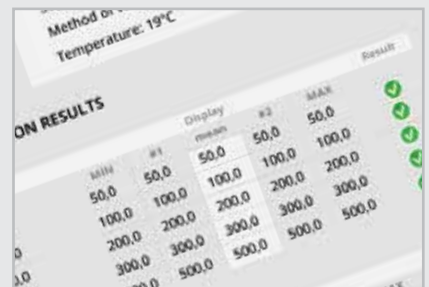 Method of
Temperature: 19°C
ON RESULTS
Display
Result
MIN #1 mean #2 MAX
50,0 50,0 50,0 50,0 50,0
100,0 100,0 100,0 100,0 100,0
200,0 200,0 200,0 200,0 200,0
300,0 300,0 300,0 300,0 300,0
500,0 500,0 500,0 500,0